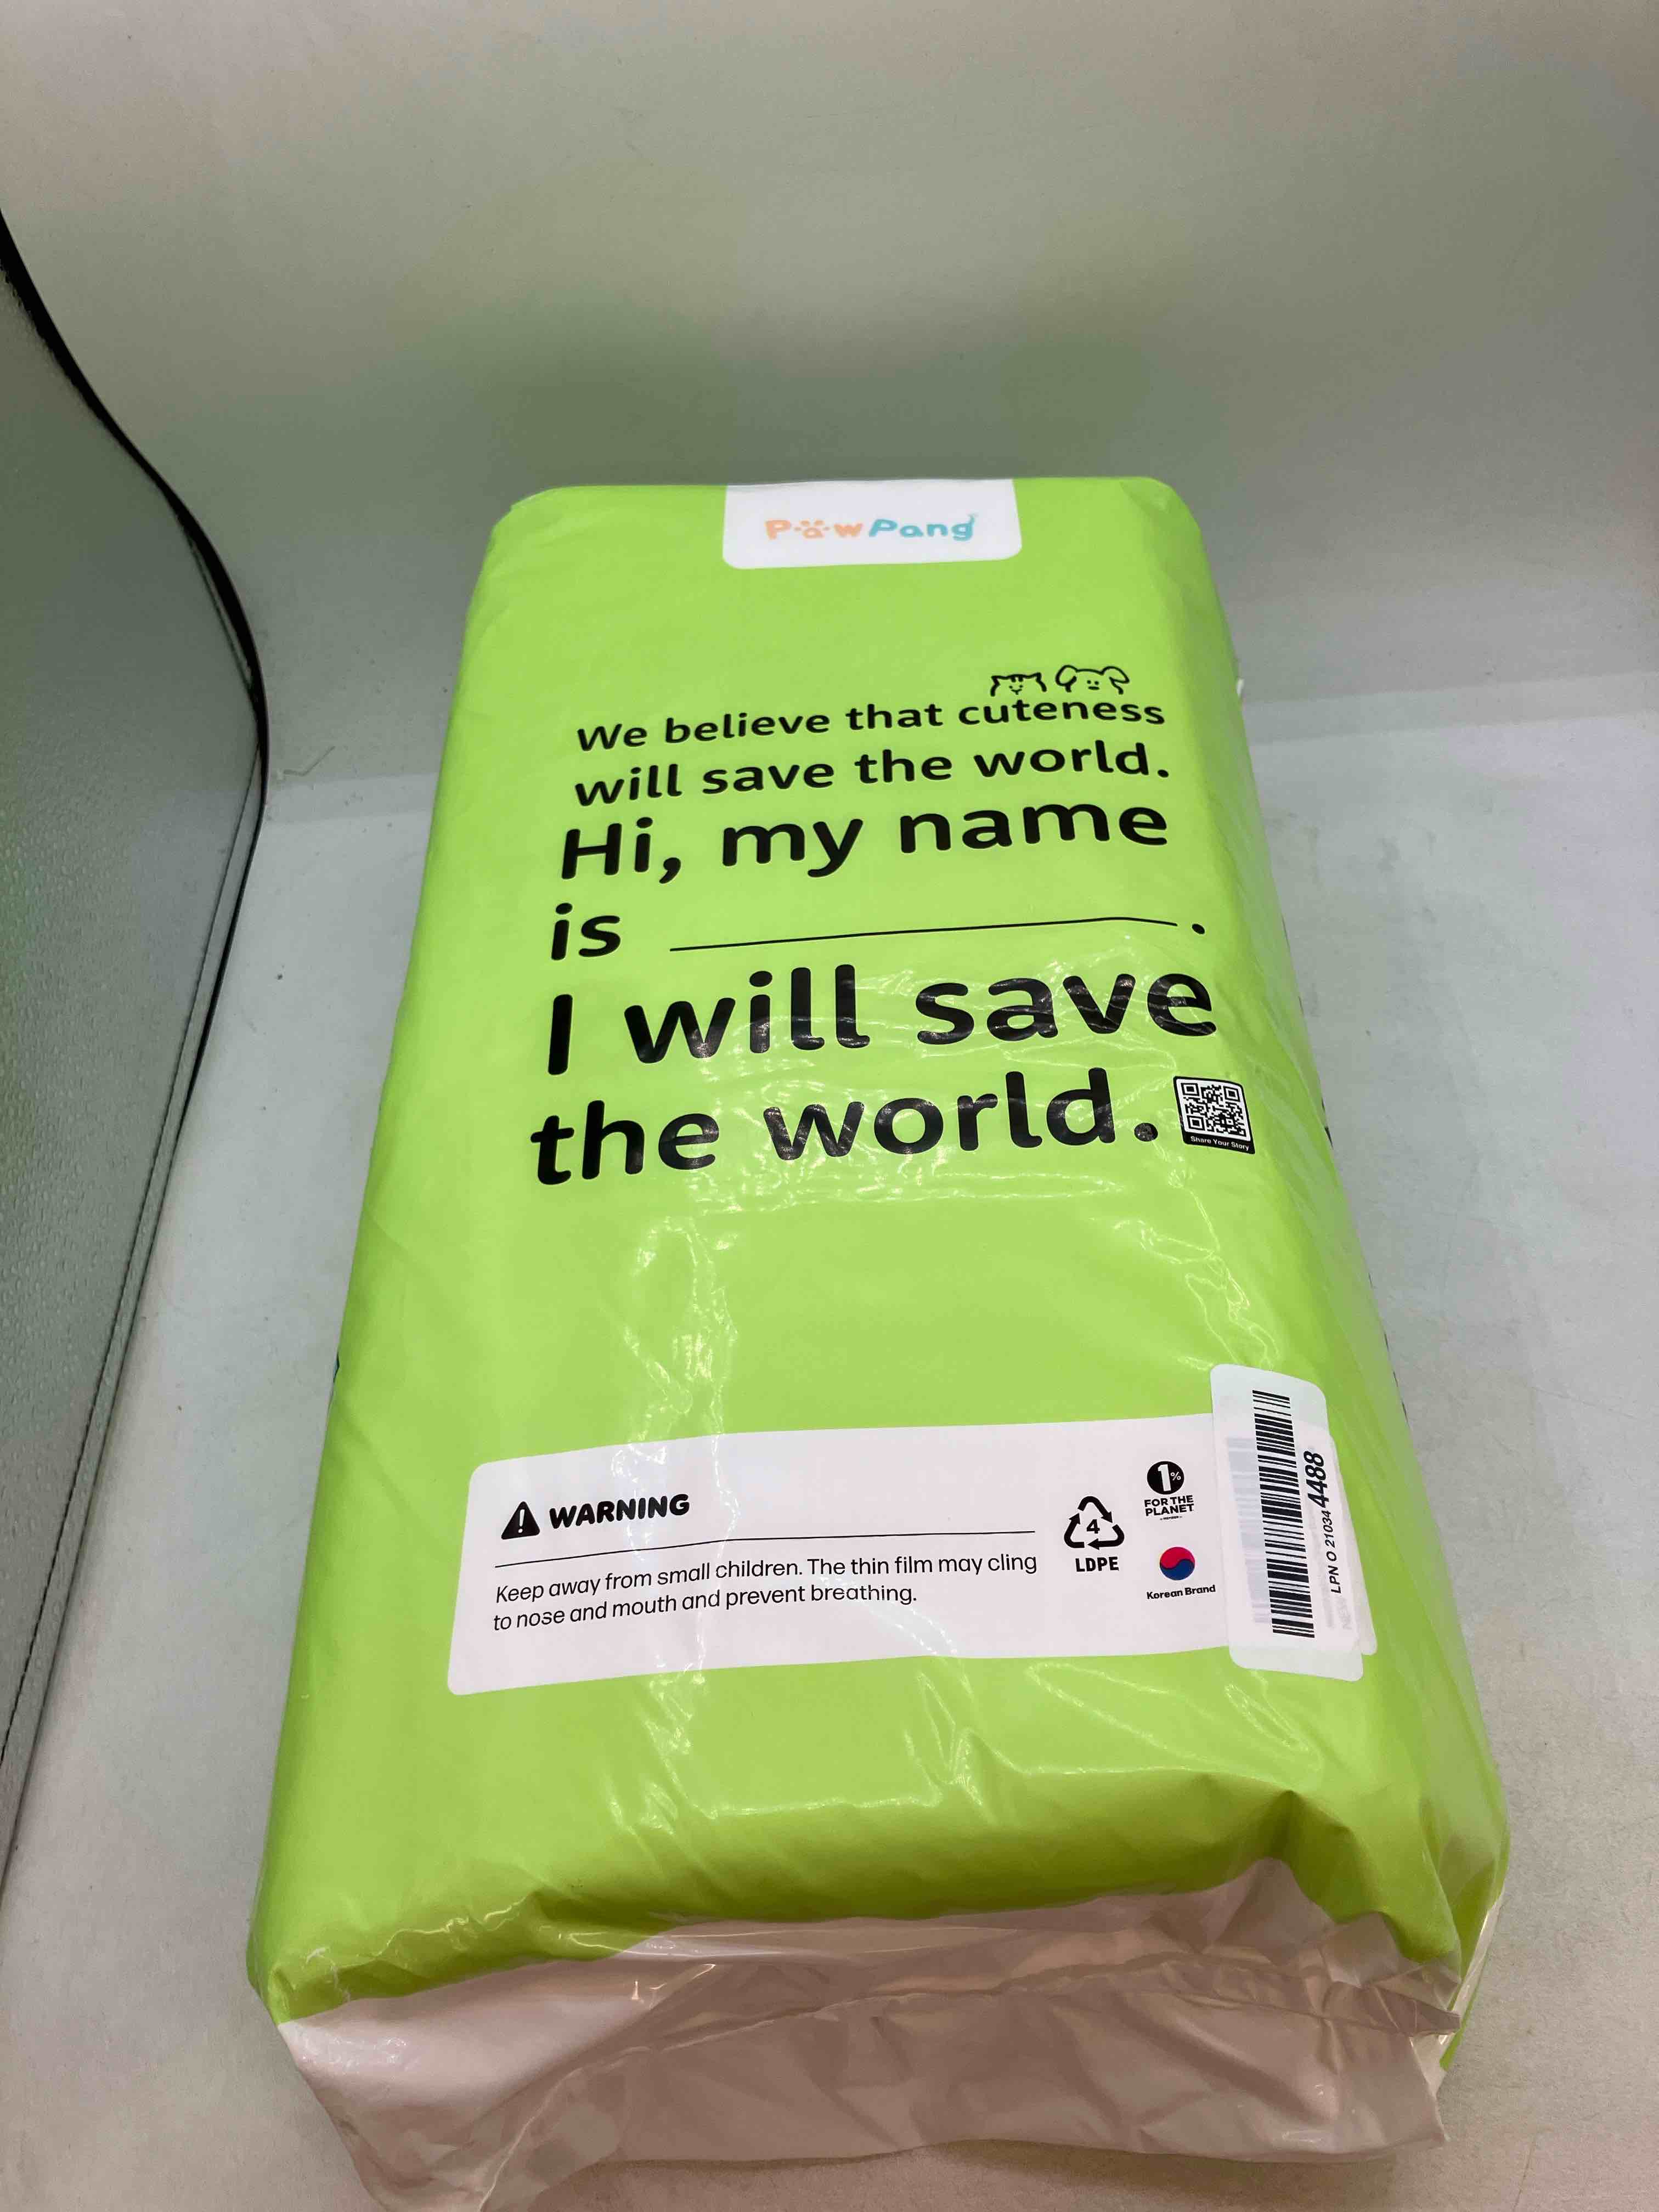 PawPang
We believe that cuteness
will save the world.
Hi, my name
is .
I will save
the world.
Share Your Story
WARNING
Keep away from small children. The thin film may cling
to nose and mouth and prevent breathing.
4
LDPE
1%
FOR THE
PLANET
Korean Brand
LPN O 21034 4488